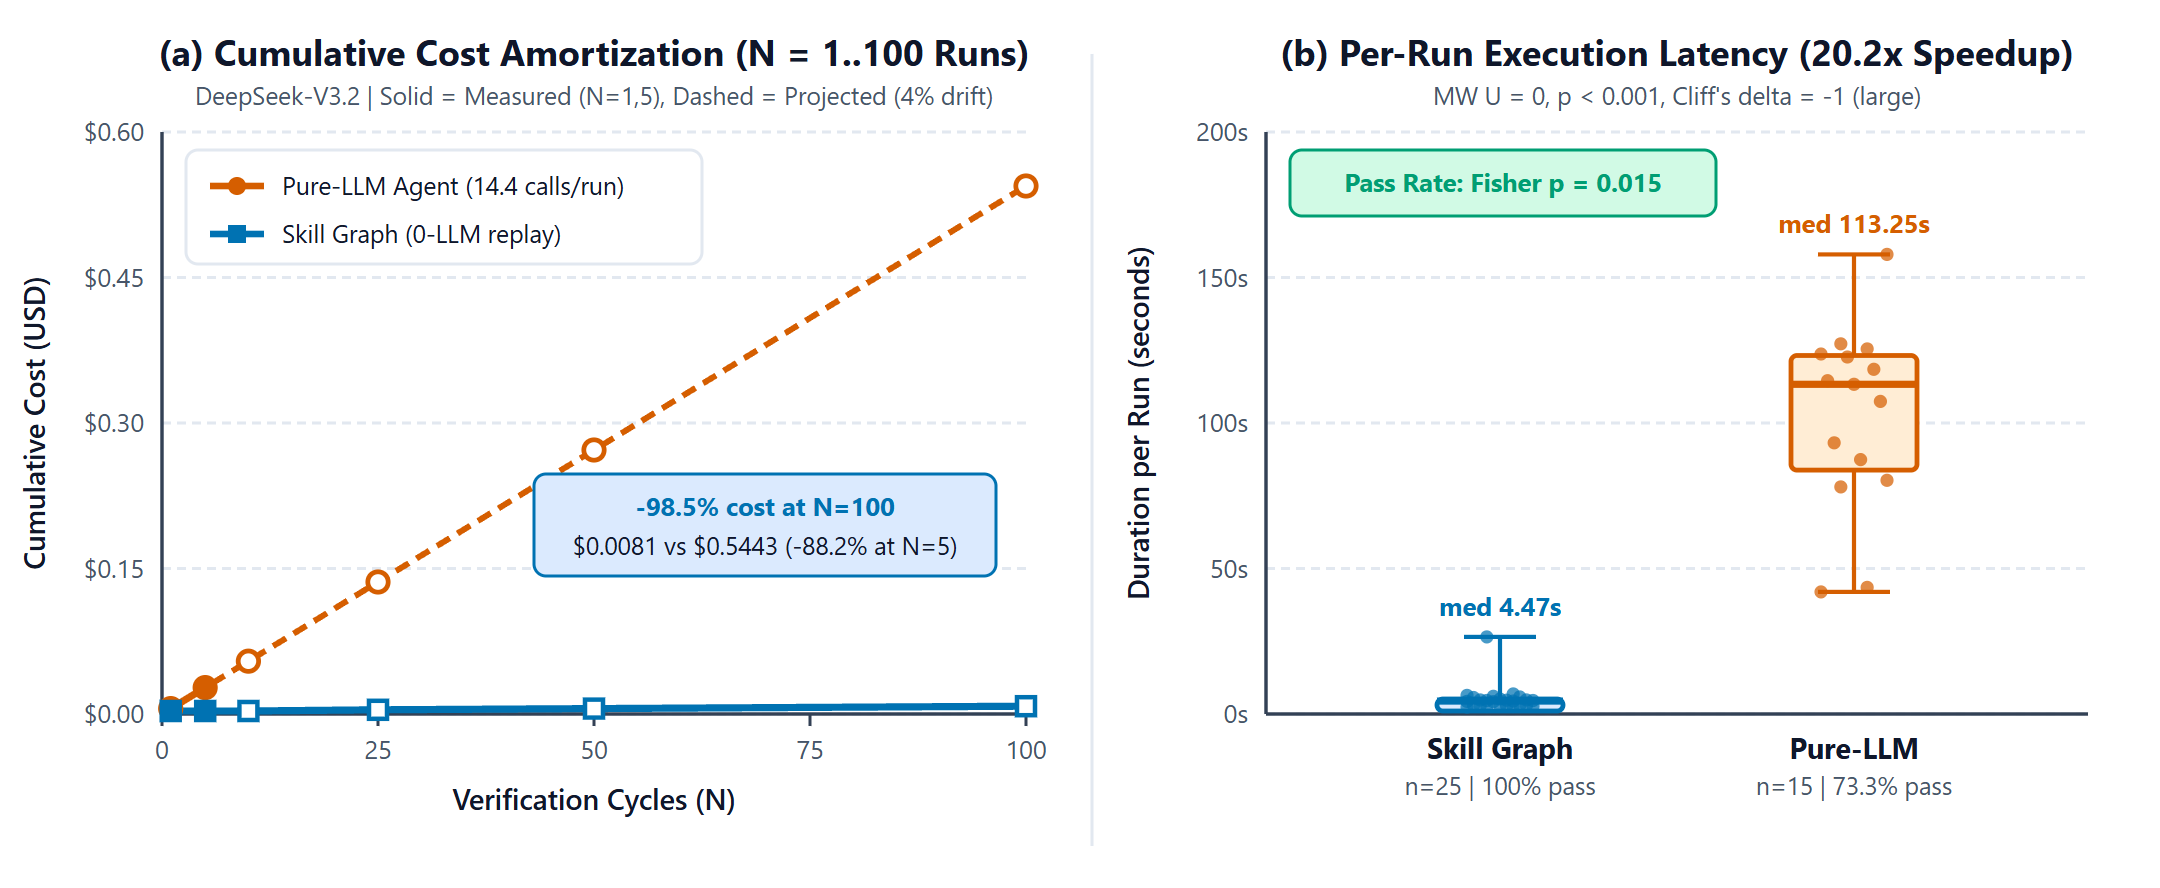 (a) Cumulative Cost Amortization (N = 1..100 Runs)
DeepSeek-V3.2 | Solid = Measured (N=1,5), Dashed = Projected (4% drift)
Cumulative Cost (USD)
$0.60
$0.45
$0.30
$0.15
$0.00
Pure-LLM Agent (14.4 calls/run)
Skill Graph (0-LLM replay)
-98.5% cost at N=100
$0.0081 vs $0.5443 (-88.2% at N=5)
0
25
50
75
100
Verification Cycles (N)
(b) Per-Run Execution Latency (20.2x Speedup)
MW U = 0, p < 0.001, Cliff's delta = -1 (large)
Duration per Run (seconds)
200s
150s
100s
50s
0s
Pass Rate: Fisher p = 0.015
med 113.25s
med 4.47s
Skill Graph
n=25 | 100% pass
Pure-LLM
n=15 | 73.3% pass